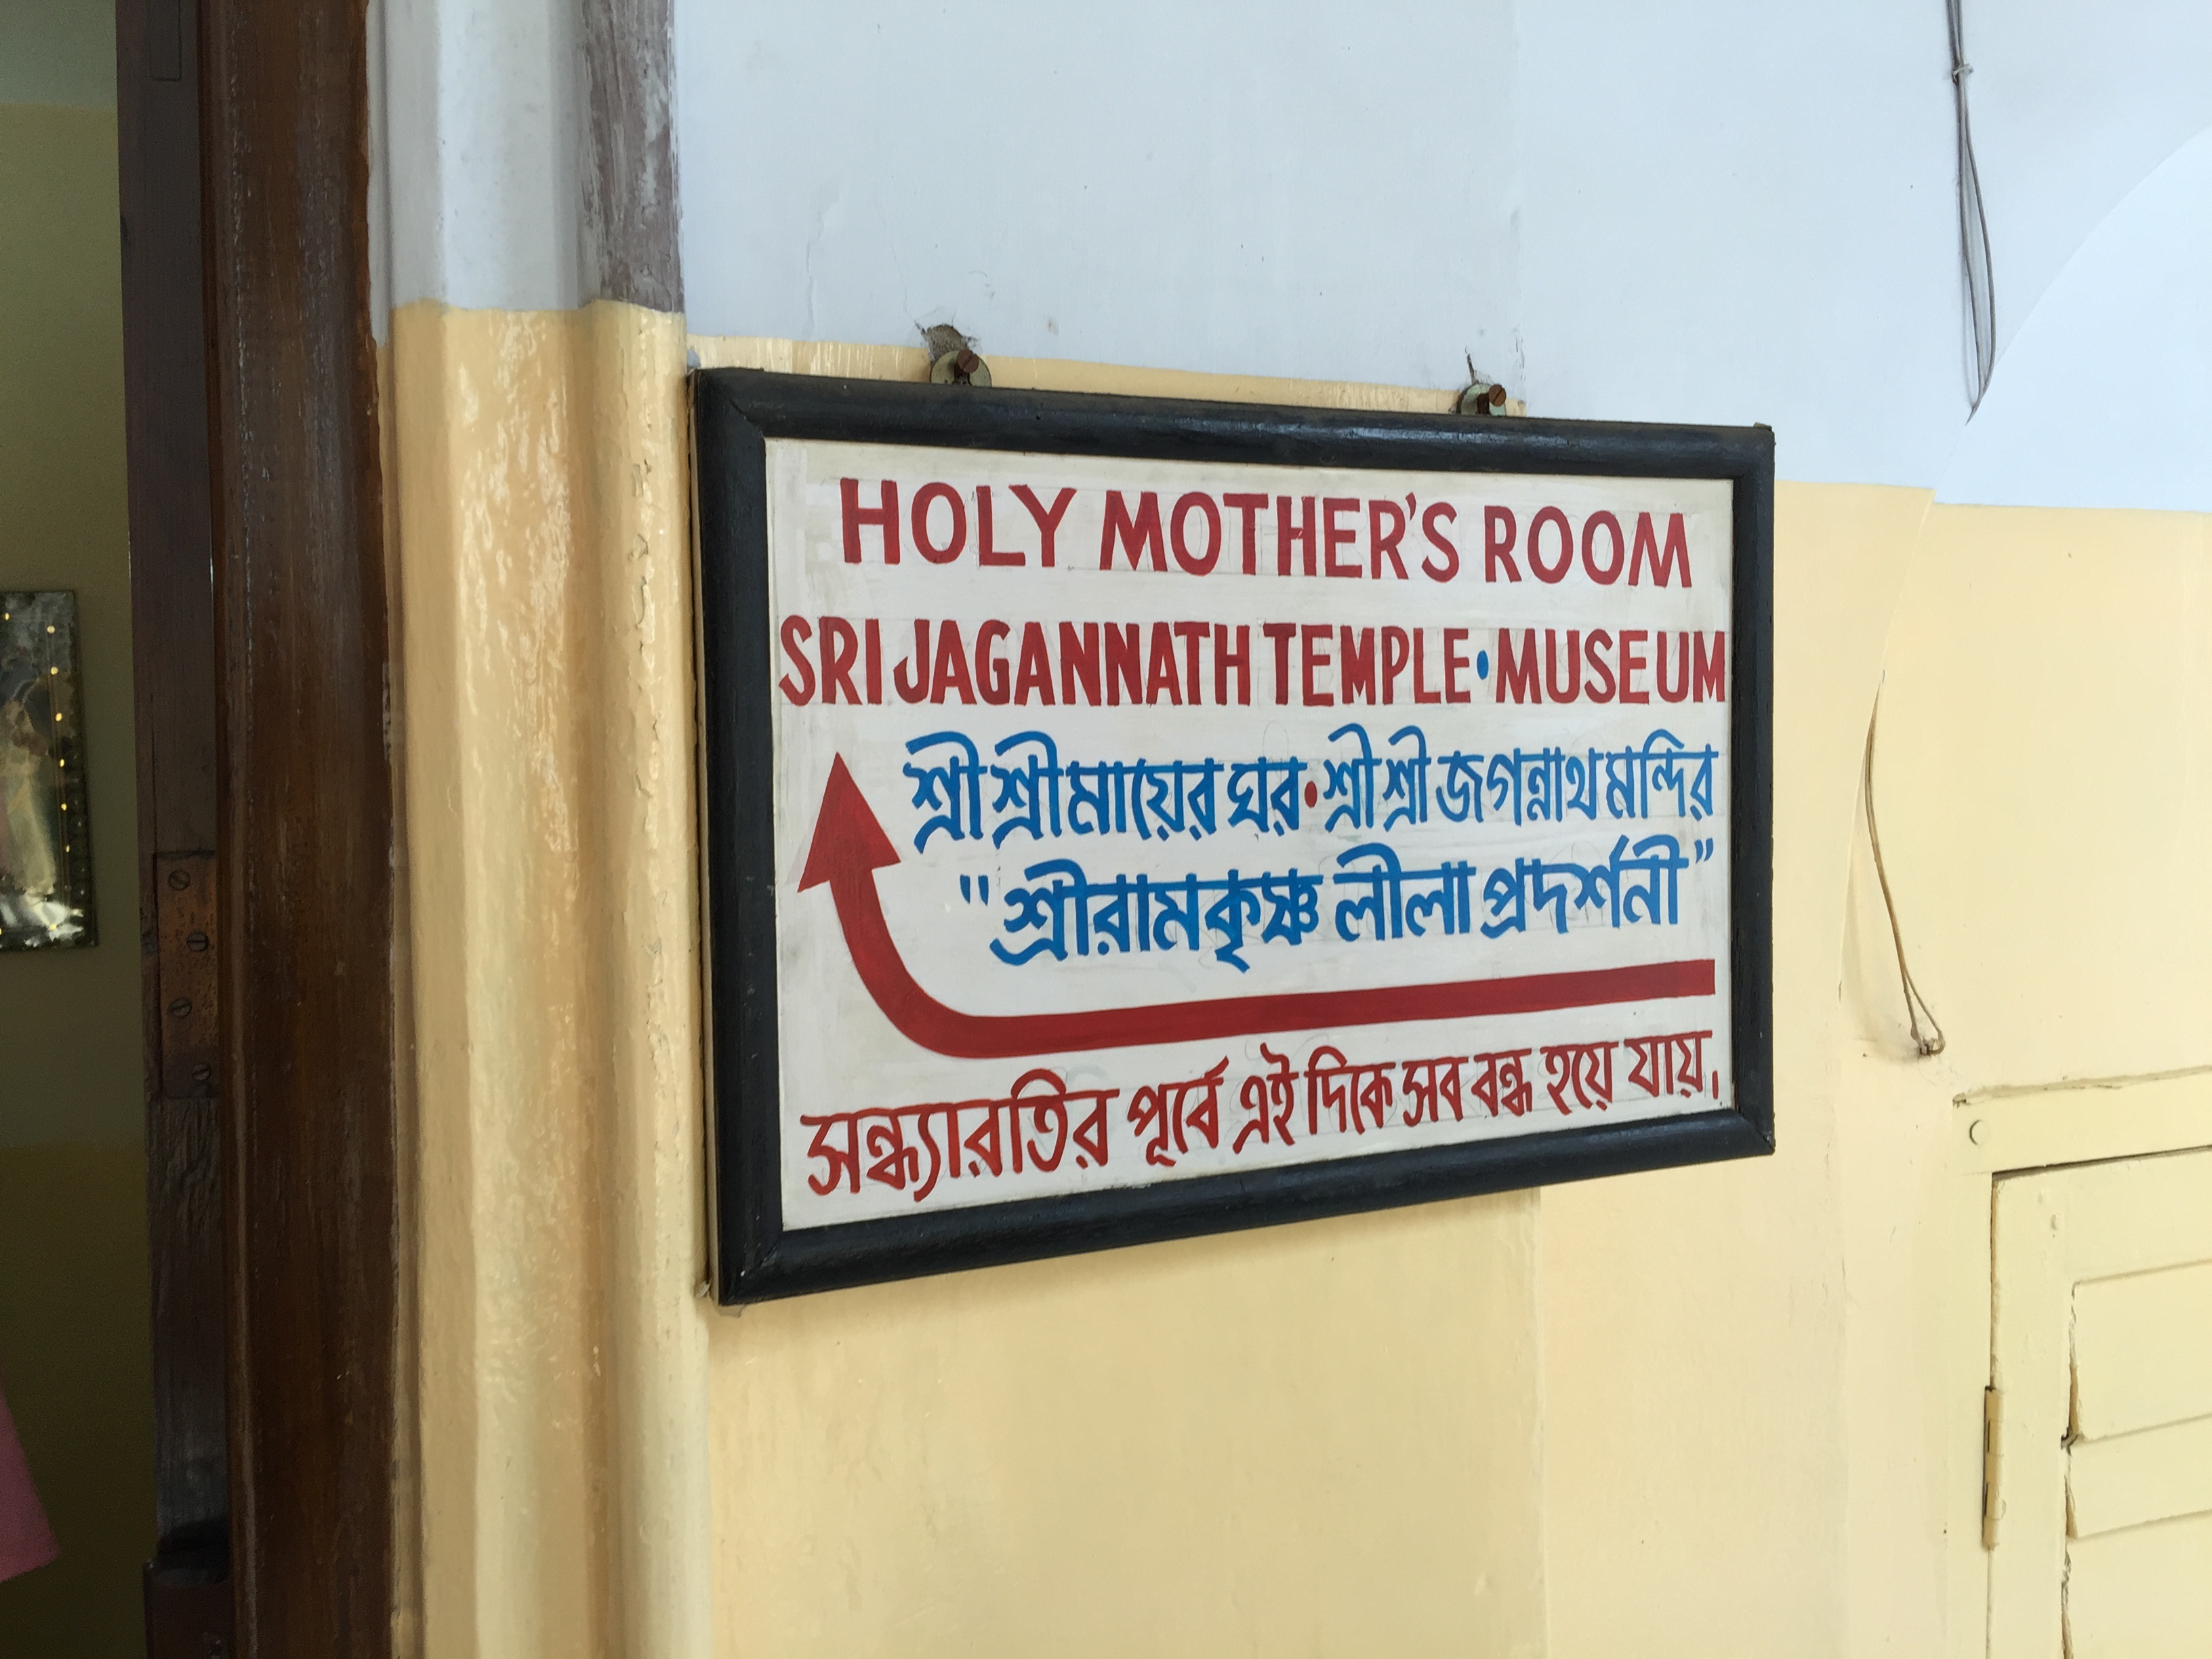 HOLY MOTHER'S ROOM
SRI JAGANNATH TEMPLE • MUSEUM
শ্রীশ্রীমায়ের ঘর • শ্রীশ্রী জগন্নাথ মন্দির
"শ্রীরামকৃষ্ণ লীলা প্রদর্শনী"
সন্ধ্যারতির পূর্বে এই দিকে সব বন্ধ হয়ে যায়।